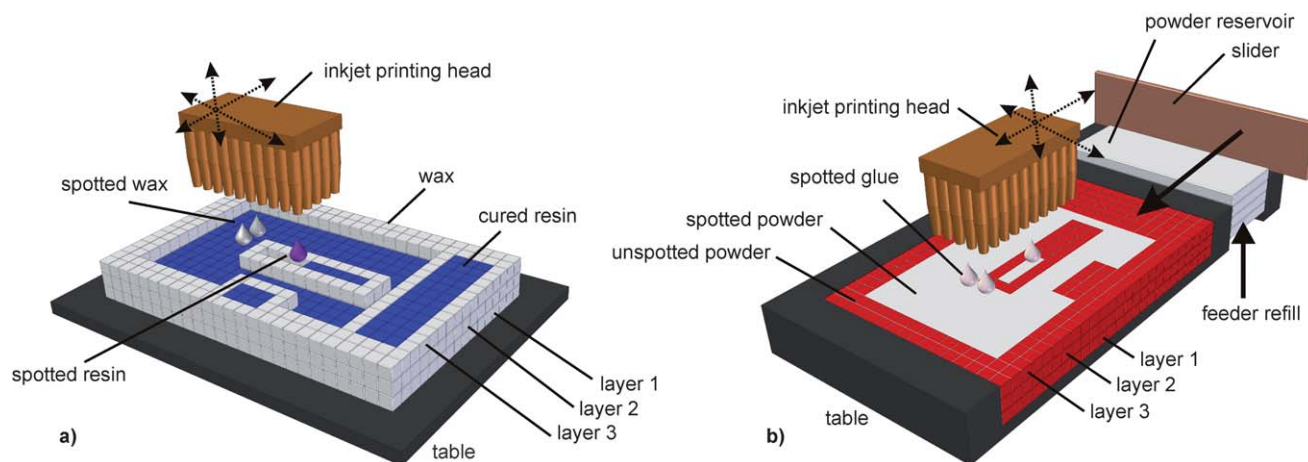 inkjet printing head
spotted wax
wax
cured resin
spotted resin
layer 1
layer 2
layer 3
table
a)
powder reservoir
slider
inkjet printing head
spotted glue
spotted powder
unspotted powder
feeder refill
layer 1
layer 2
layer 3
table
b)